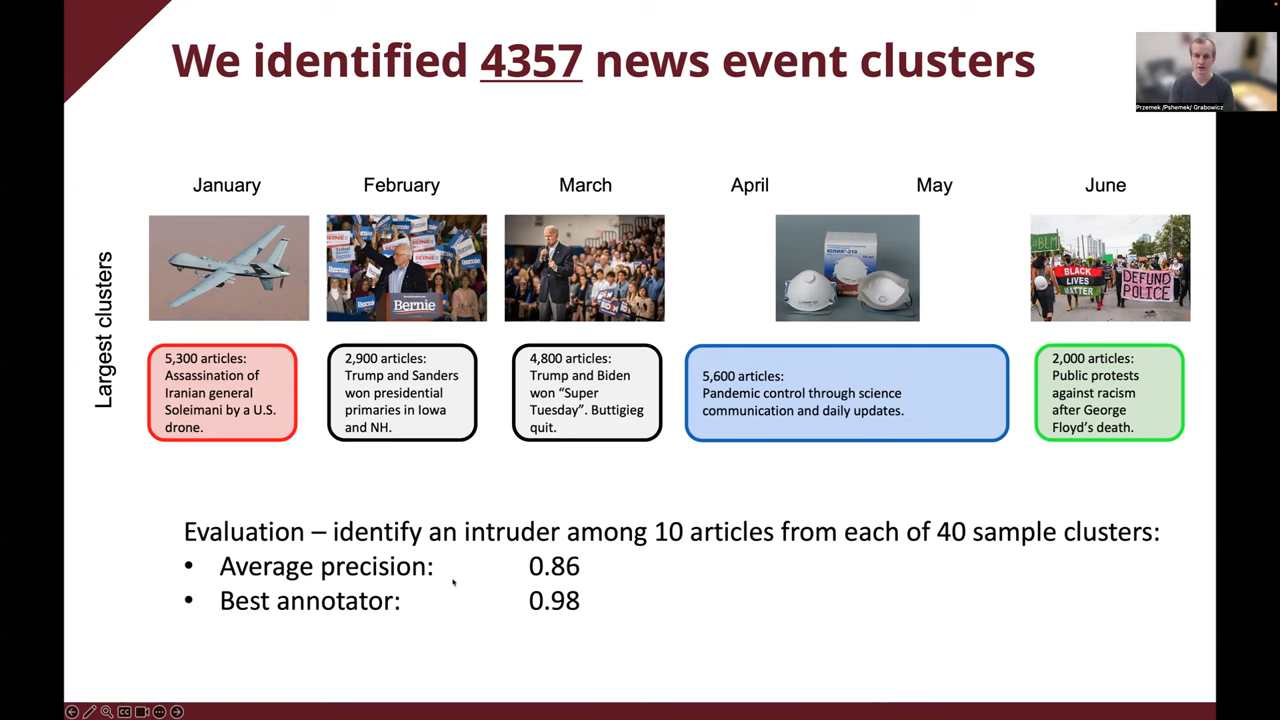 We identified 4357 news event clusters
Przemek /Pshemek/ Grabowicz
January
February
March
April
May
June
Largest clusters
BLACK
LIVES
MATTER
DEFUND
POLICE
BLM
Bernie
5,300 articles:
Assassination of
Iranian general
Soleimani by a U.S.
drone.
2,900 articles:
Trump and Sanders
won presidential
primaries in Iowa
and NH.
4,800 articles:
Trump and Biden
won “Super
Tuesday”. Buttigieg
quit.
5,600 articles:
Pandemic control through science
communication and daily updates.
2,000 articles:
Public protests
against racism
after George
Floyd’s death.
Evaluation – identify an intruder among 10 articles from each of 40 sample clusters:
• Average precision: 0.86
• Best annotator: 0.98